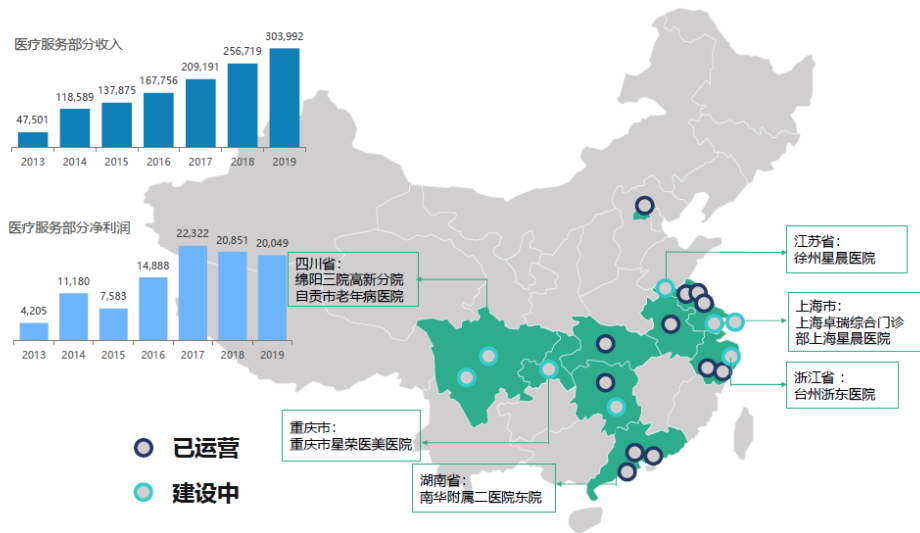 医疗服务部分收入
303,992
256,719
209,191
167,756
137,875
118,589
47,501
2013 2014 2015 2016 2017 2018 2019
医疗服务部分净利润
22,322
20,851
20,049
14,888
11,180
7,583
4,205
2013 2014 2015 2016 2017 2018 2019
四川省：
绵阳三院高新分院
自贡市老年病医院
江苏省：
徐州星晨医院
上海市：
上海卓瑞综合门诊
部上海星晨医院
浙江省 ：
台州浙东医院
重庆市：
重庆市星荣医美医院
湖南省：
南华附属二医院东院
已运营
建设中